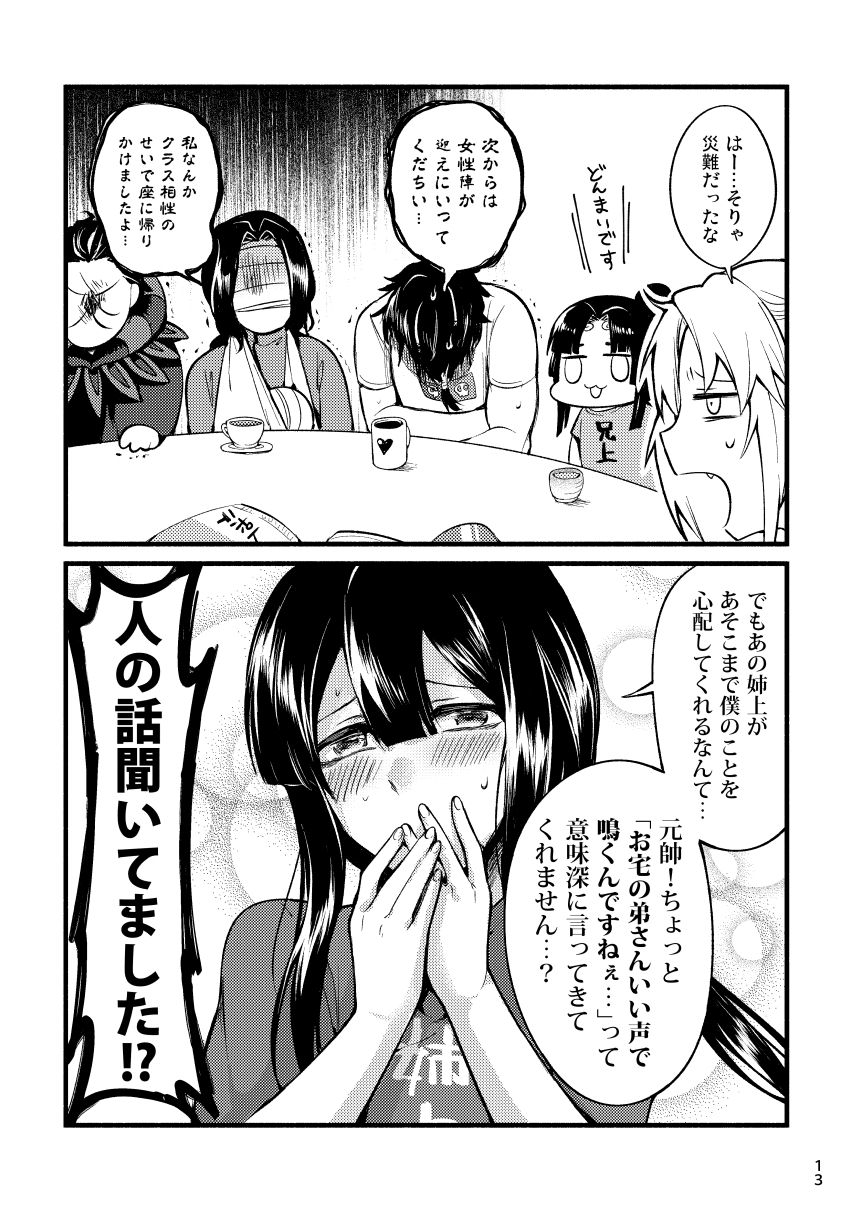 はー…そりゃ
災難だったな
どんまいです
兄上
次からは
女性陣が
迎えにいって
くだちい…
私なんか
クラス相性の
せいで座に帰り
かけましたよ…
でもあの姉上が
あそこまで僕のことを
心配してくれるなんて…
元帥!ちょっと
「お宅の弟さんいい声で
鳴くんですねぇ…」って
意味深に言ってきて
くれません…?
姉上
人の話聞いてました!?
13